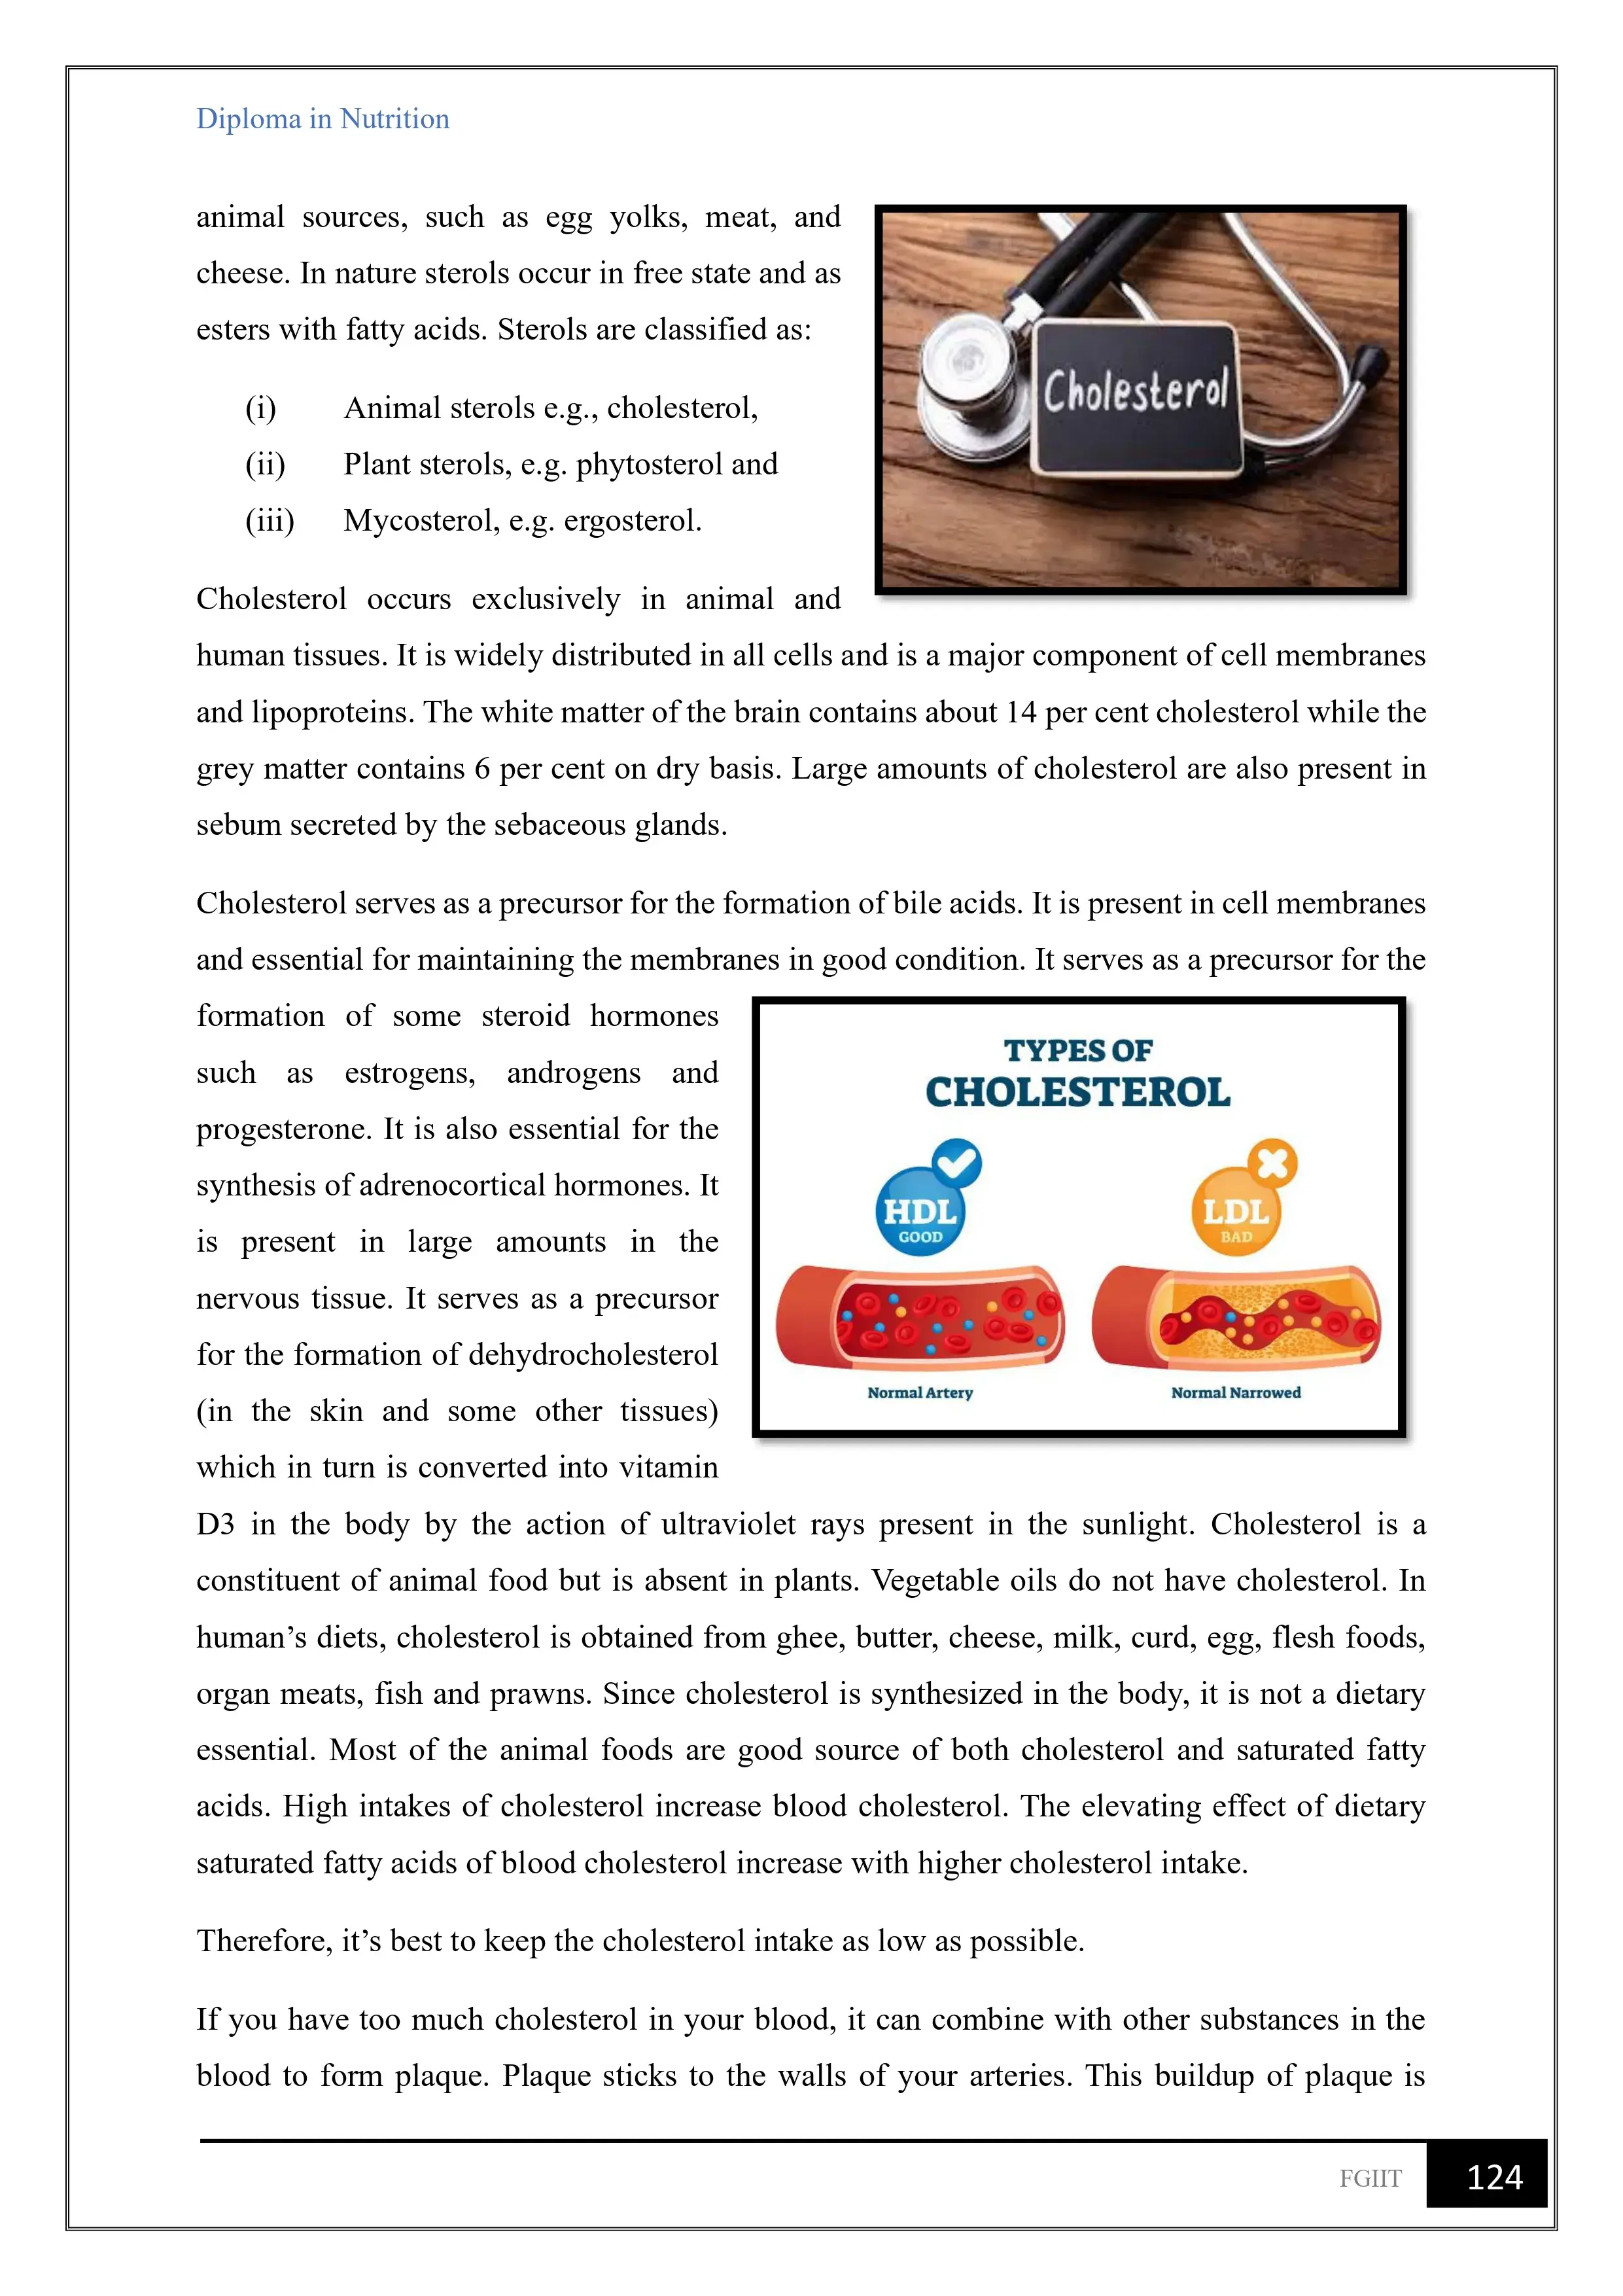 Diploma in Nutrition
animal sources, such as egg yolks, meat, and
cheese. In nature sterols occur in free state and as
esters with fatty acids. Sterols are classified as:
(i) Animal sterols e.g., cholesterol,
(ii) Plant sterols, e.g. phytosterol and
(iii) Mycosterol, e.g. ergosterol.
Cholesterol
Cholesterol occurs exclusively in animal and
human tissues. It is widely distributed in all cells and is a major component of cell membranes
and lipoproteins. The white matter of the brain contains about 14 per cent cholesterol while the
grey matter contains 6 per cent on dry basis. Large amounts of cholesterol are also present in
sebum secreted by the sebaceous glands.
Cholesterol serves as a precursor for the formation of bile acids. It is present in cell membranes
and essential for maintaining the membranes in good condition. It serves as a precursor for the
formation of some steroid hormones
such as estrogens, androgens and
progesterone. It is also essential for the
synthesis of adrenocortical hormones. It
is present in large amounts in the
nervous tissue. It serves as a precursor
for the formation of dehydrocholesterol
(in the skin and some other tissues)
which in turn is converted into vitamin
TYPES OF
CHOLESTEROL
HDL
GOOD
LDL
BAD
Normal Artery
Normal Narrowed
D3 in the body by the action of ultraviolet rays present in the sunlight. Cholesterol is a
constituent of animal food but is absent in plants. Vegetable oils do not have cholesterol. In
human’s diets, cholesterol is obtained from ghee, butter, cheese, milk, curd, egg, flesh foods,
organ meats, fish and prawns. Since cholesterol is synthesized in the body, it is not a dietary
essential. Most of the animal foods are good source of both cholesterol and saturated fatty
acids. High intakes of cholesterol increase blood cholesterol. The elevating effect of dietary
saturated fatty acids of blood cholesterol increase with higher cholesterol intake.
Therefore, it’s best to keep the cholesterol intake as low as possible.
If you have too much cholesterol in your blood, it can combine with other substances in the
blood to form plaque. Plaque sticks to the walls of your arteries. This buildup of plaque is
FGIIT 124